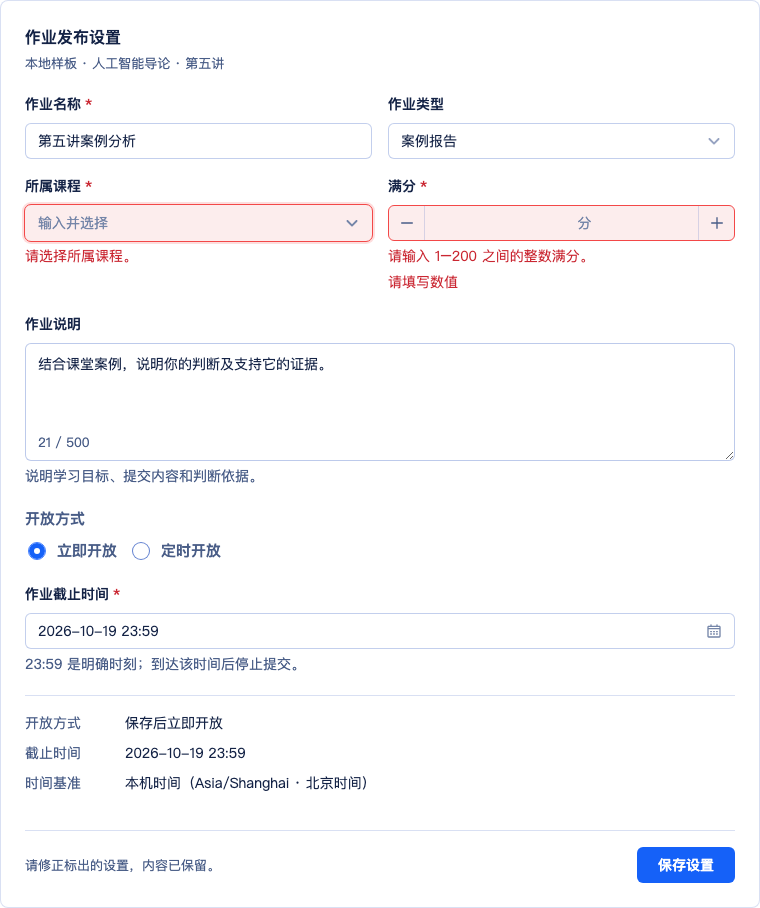 作业发布设置
本地样板 · 人工智能导论 · 第五讲
作业名称 *
作业类型
第五讲案例分析
案例报告
所属课程 *
满分 *
输入并选择
分
请选择所属课程。
请输入 1—200 之间的整数满分。
请填写数值
作业说明
结合课堂案例，说明你的判断及支持它的证据。
21 / 500
说明学习目标、提交内容和判断依据。
开放方式
立即开放
定时开放
作业截止时间 *
2026-10-19 23:59
23:59 是明确时刻；到达该时间后停止提交。
开放方式 保存后立即开放
截止时间 2026-10-19 23:59
时间基准 本机时间（Asia/Shanghai · 北京时间）
请修正标出的设置，内容已保留。
保存设置